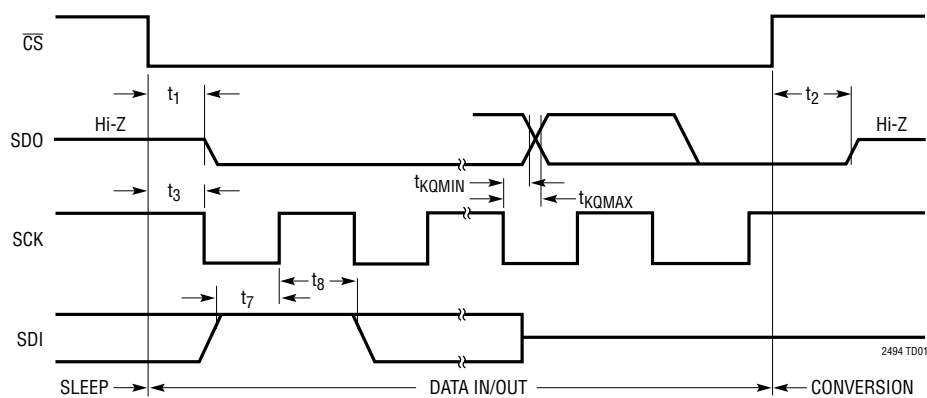 CS
t1
t2
Hi-Z
Hi-Z
SDO
t3
tKQMIN
tKQMAX
SCK
t7
t8
SDI
2494 TD01
SLEEP
DATA IN/OUT
CONVERSION